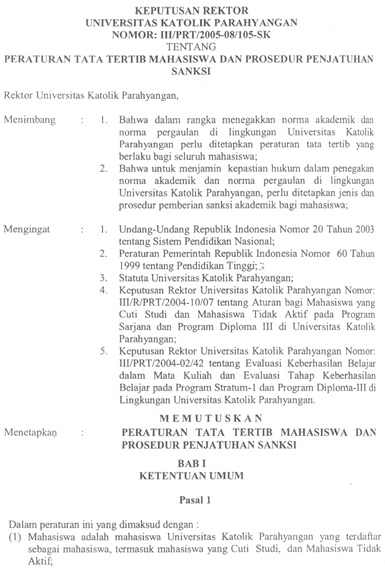 KEPUTUSAN REKTOR
UNIVERSITAS KATOLIK PARAHYANGAN
NOMOR: III/PRT/2005-08/105-SK
TENTANG
PERATURAN TATA TERTIB MAHASISWA DAN PROSEDUR PENJATUHAN
SANKSI
Rektor Universitas Katolik Parahyangan,
Menimbang : 1. Bahwa dalam rangka menegakkan norma akademik dan
norma pergaulan di lingkungan Universitas Katolik
Parahyangan perlu ditetapkan peraturan tata tertib yang
berlaku bagi seluruh mahasiswa;
2. Bahwa untuk menjamin kepastian hukum dalam penegakan
norma akademik dan norma pergaulan di lingkungan
Universitas Katolik Parahyangan, perlu ditetapkan jenis dan
prosedur pemberian sanksi akademik bagi mahasiswa;
Mengingat : 1. Undang-Undang Republik Indonesia Nomor 20 Tahun 2003
tentang Sistem Pendidikan Nasional;
2. Peraturan Pemerintah Republik Indonesia Nomor 60 Tahun
1999 tentang Pendidikan Tinggi;
3. Statuta Universitas Katolik Parahyangan;
4. Keputusan Rektor Universitas Katolik Parahyangan Nomor:
III/R/PRT/2004-10/07 tentang Aturan bagi Mahasiswa yang
Cuti Studi dan Mahasiswa Tidak Aktif pada Program
Sarjana dan Program Diploma III di Universitas Katolik
Parahyangan;
5. Keputusan Rektor Universitas Katolik Parahyangan Nomor:
III/PRT/2004-02/42 tentang Evaluasi Keberhasilan Belajar
dalam Mata Kuliah dan Evaluasi Tahap Keberhasilan
Belajar pada Program Stratum-1 dan Program Diploma-III di
Lingkungan Universitas Katolik Parahyangan.
M E M U T U S K A N
Menetapkan : PERATURAN TATA TERTIB MAHASISWA DAN
PROSEDUR PENJATUHAN SANKSI
BAB I
KETENTUAN UMUM
Pasal 1
Dalam peraturan ini yang dimaksud dengan :
(1) Mahasiswa adalah mahasiswa Universitas Katolik Parahyangan yang terdaftar
sebagai mahasiswa, termasuk mahasiswa yang Cuti Studi, dan Mahasiswa Tidak
Aktif;